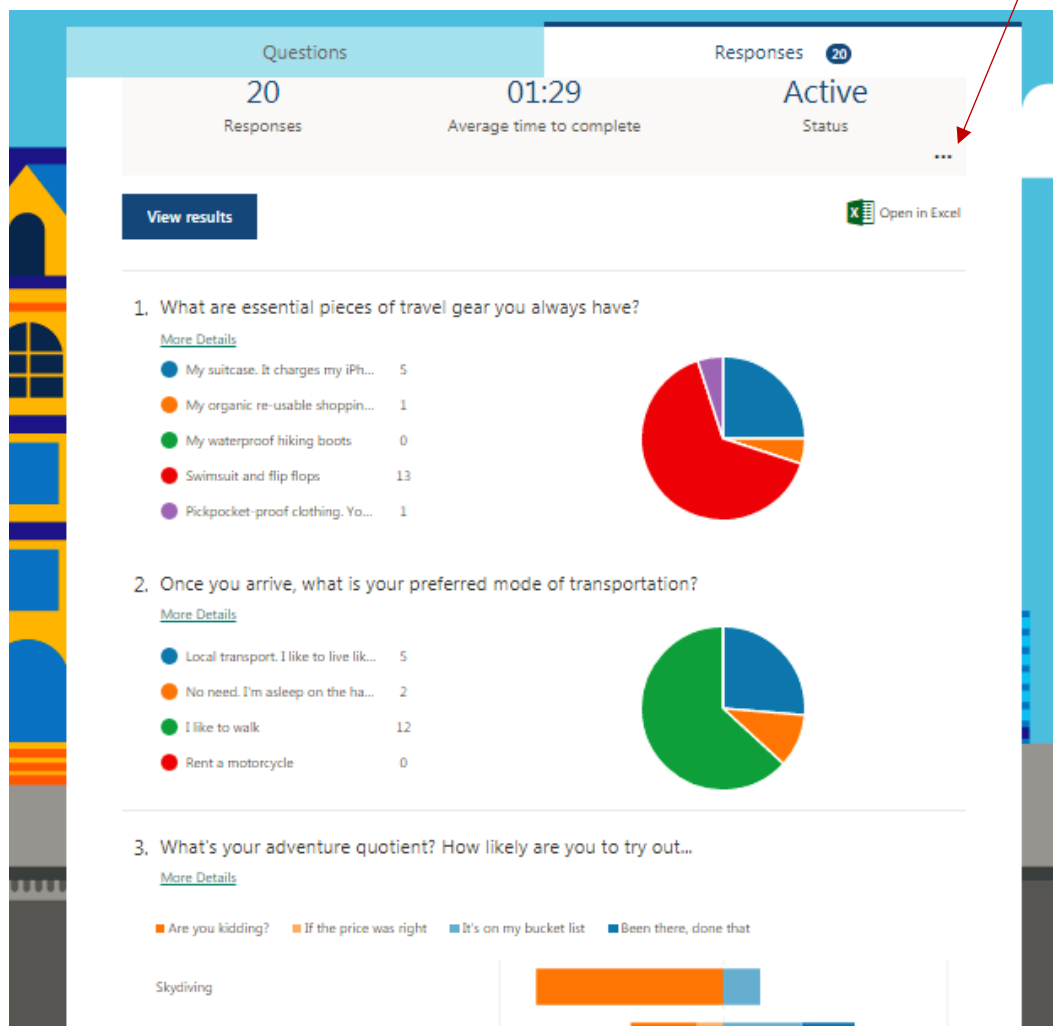 Questions
Responses 20
20 01:29 Active
Responses Average time to complete Status
...
View results
Open in Excel
1. What are essential pieces of travel gear you always have?
More Details
My suitcase. It charges my iPh... 5
My organic re-usable shoppin... 1
My waterproof hiking boots 0
Swimsuit and flip flops 13
Pickpocket-proof clothing. Yo... 1
2. Once you arrive, what is your preferred mode of transportation?
More Details
Local transport. I like to live lik... 5
No need. I'm asleep on the ha... 2
I like to walk 12
Rent a motorcycle 0
3. What's your adventure quotient? How likely are you to try out...
More Details
Are you kidding? If the price was right It's on my bucket list Been there, done that
Skydiving